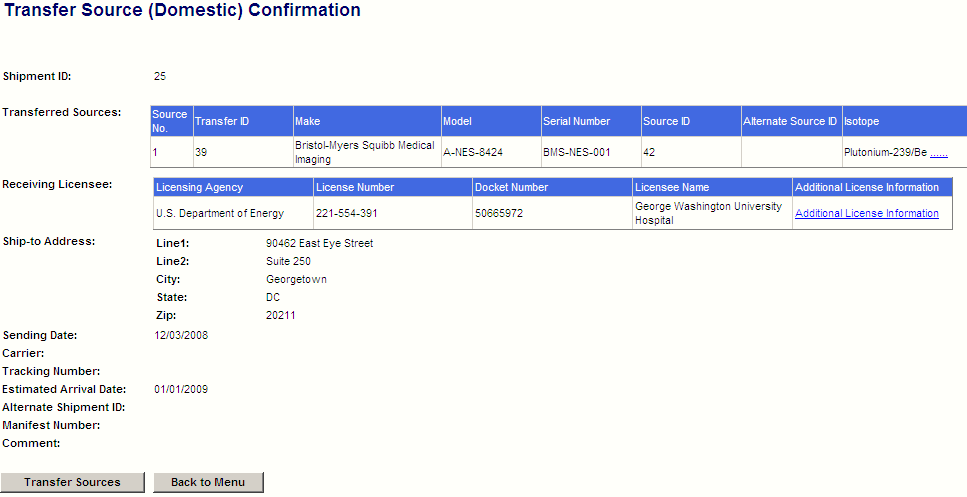 Transfer Source (Domestic) Confirmation
Shipment ID: 25
Transferred Sources:
Source No. Transfer ID Make Model Serial Number Source ID Alternate Source ID Isotope
1 39 Bristol-Myers Squibb Medical Imaging A-NES-8424 BMS-NES-001 42 Plutonium-239/Be ......
Receiving Licensee:
Licensing Agency License Number Docket Number Licensee Name Additional License Information
U.S. Department of Energy 221-554-391 50665972 George Washington University Hospital Additional License Information
Ship-to Address:
Line1: 90462 East Eye Street
Line2: Suite 250
City: Georgetown
State: DC
Zip: 20211
Sending Date: 12/03/2008
Carrier:
Tracking Number:
Estimated Arrival Date: 01/01/2009
Alternate Shipment ID:
Manifest Number:
Comment:
Transfer Sources Back to Menu